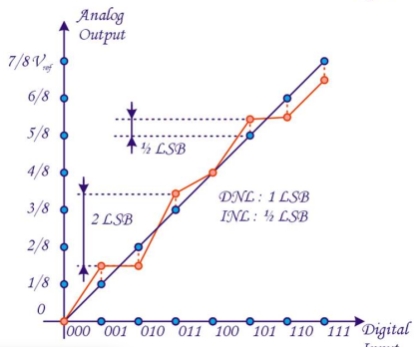 Analog
Output
7/8 Vref
6/8
5/8
½ LSB
4/8
3/8
DNL : 1 LSB
INL : ½ LSB
2 LSB
2/8
1/8
0
000 001 010 011 100 101 110 111
Digital